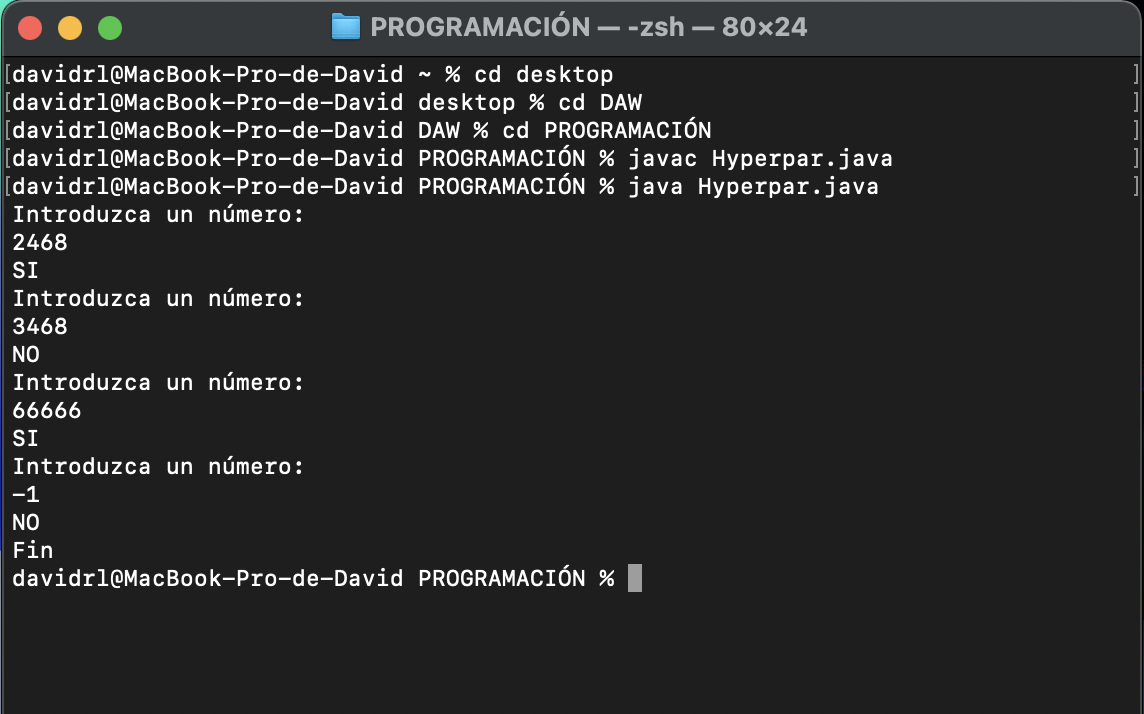 PROGRAMACIÓN — -zsh — 80×24
[davidrl@MacBook-Pro-de-David ~ % cd desktop ]
[davidrl@MacBook-Pro-de-David desktop % cd DAW ]
[davidrl@MacBook-Pro-de-David DAW % cd PROGRAMACIÓN ]
[davidrl@MacBook-Pro-de-David PROGRAMACIÓN % javac Hyperpar.java ]
[davidrl@MacBook-Pro-de-David PROGRAMACIÓN % java Hyperpar.java ]
Introduzca un número:
2468
SI
Introduzca un número:
3468
NO
Introduzca un número:
66666
SI
Introduzca un número:
-1
NO
Fin
davidrl@MacBook-Pro-de-David PROGRAMACIÓN %